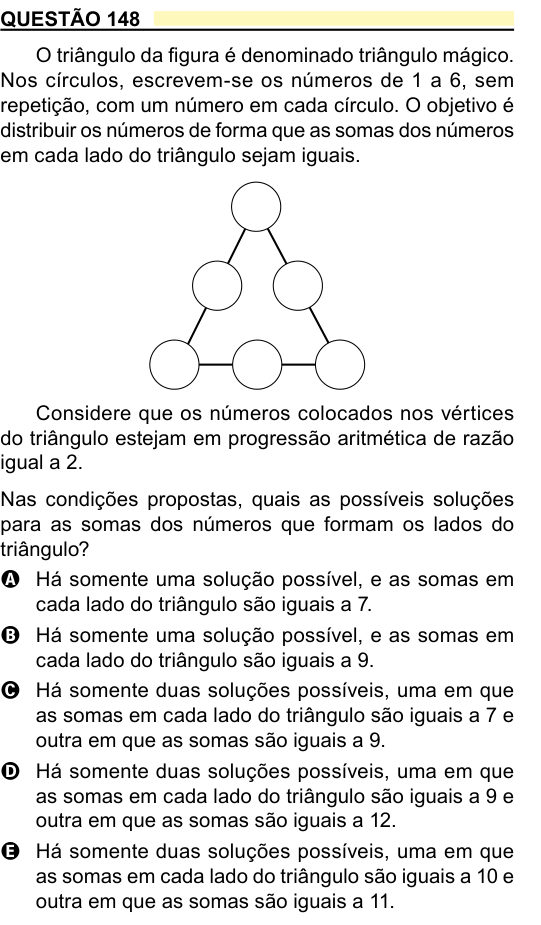 QUESTÃO 148
O triângulo da figura é denominado triângulo mágico.
Nos círculos, escrevem-se os números de 1 a 6, sem
repetição, com um número em cada círculo. O objetivo é
distribuir os números de forma que as somas dos números
em cada lado do triângulo sejam iguais.
Considere que os números colocados nos vértices
do triângulo estejam em progressão aritmética de razão
igual a 2.
Nas condições propostas, quais as possíveis soluções
para as somas dos números que formam os lados do
triângulo?
A Há somente uma solução possível, e as somas em
cada lado do triângulo são iguais a 7.
B Há somente uma solução possível, e as somas em
cada lado do triângulo são iguais a 9.
C Há somente duas soluções possíveis, uma em que
as somas em cada lado do triângulo são iguais a 7 e
outra em que as somas são iguais a 9.
D Há somente duas soluções possíveis, uma em que
as somas em cada lado do triângulo são iguais a 9 e
outra em que as somas são iguais a 12.
E Há somente duas soluções possíveis, uma em que
as somas em cada lado do triângulo são iguais a 10 e
outra em que as somas são iguais a 11.